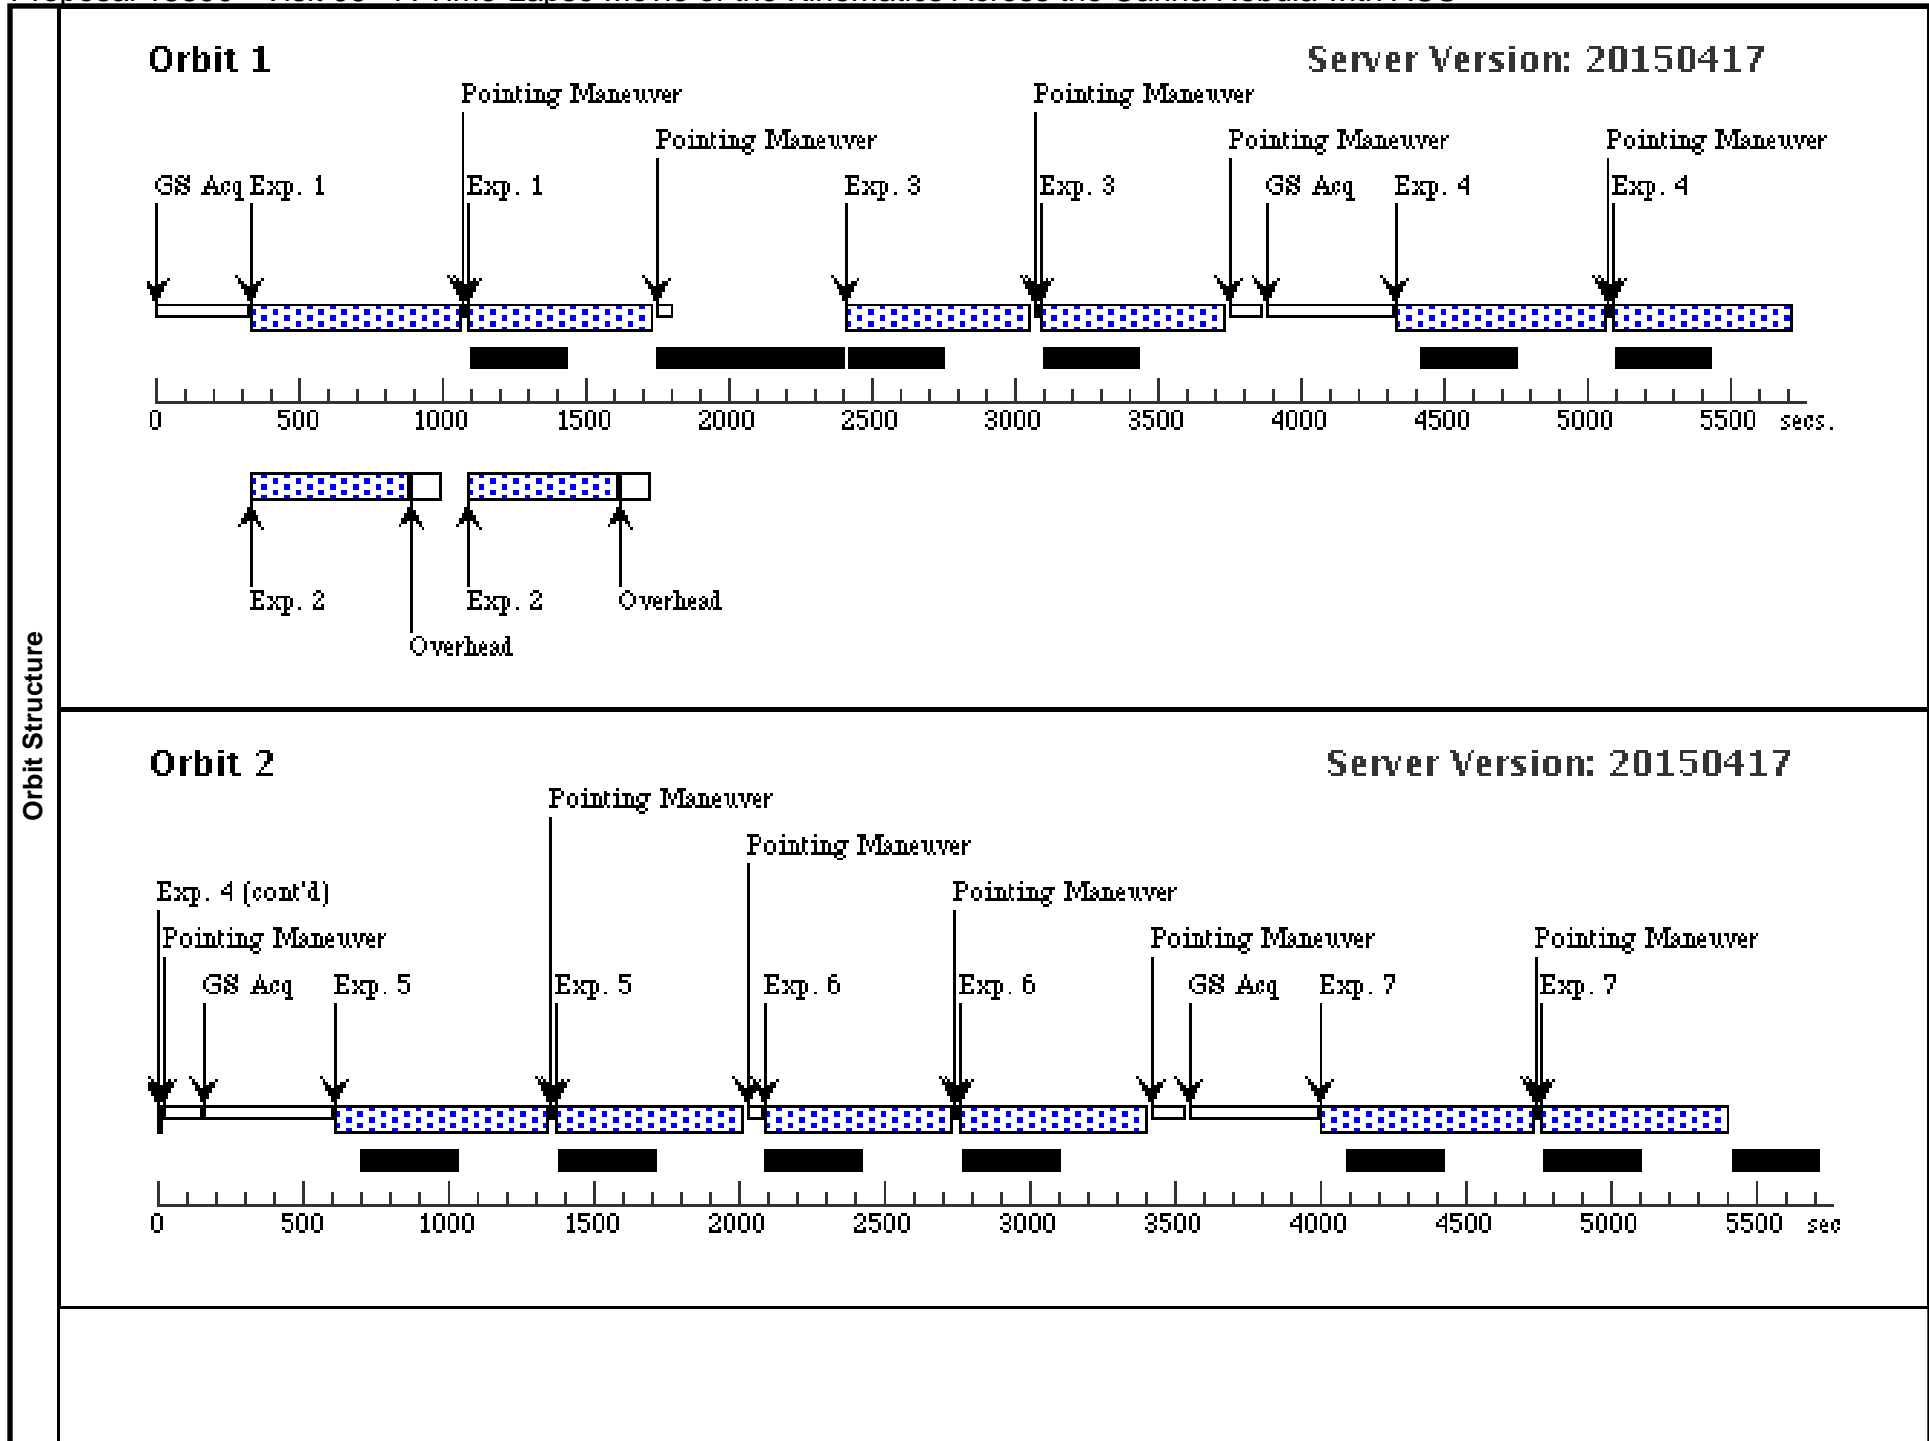 Orbit Structure
Orbit 1
Server Version: 20150417
Pointing Maneuver
Pointing Maneuver
Pointing Maneuver
Pointing Maneuver
Pointing Maneuver
GS Acq
Exp. 1
Exp. 1
Exp. 3
Exp. 3
GS Acq
Exp. 4
Exp. 4
0 500 1000 1500 2000 2500 3000 3500 4000 4500 5000 5500 secs.
Exp. 2
Exp. 2
Overhead
Overhead
Orbit 2
Server Version: 20150417
Pointing Maneuver
Pointing Maneuver
Exp. 4 (cont'd)
Pointing Maneuver
Pointing Maneuver
Pointing Maneuver
Pointing Maneuver
GS Acq
Exp. 5
Exp. 5
Exp. 6
Exp. 6
GS Acq
Exp. 7
Exp. 7
0 500 1000 1500 2000 2500 3000 3500 4000 4500 5000 5500 sec